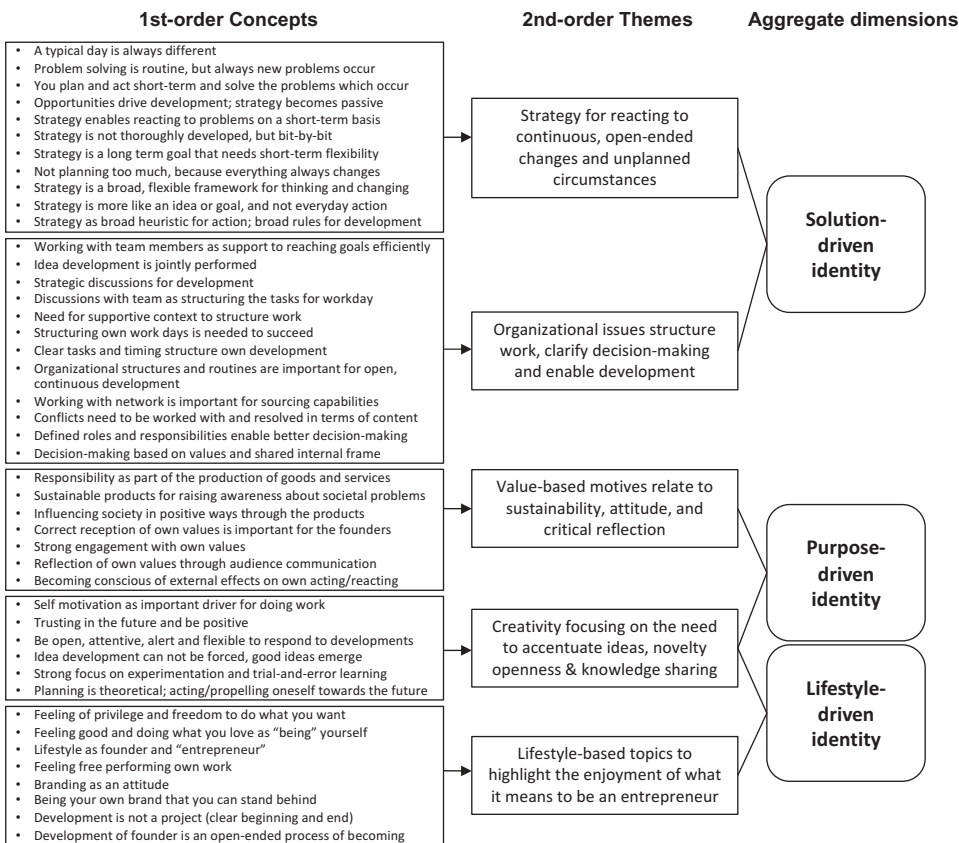 1st-order Concepts
2nd-order Themes
Aggregate dimensions
• A typical day is always different
• Problem solving is routine, but always new problems occur
• You plan and act short-term and solve the problems which occur
• Opportunities drive development; strategy becomes passive
• Strategy enables reacting to problems on a short-term basis
• Strategy is not thoroughly developed, but bit-by-bit
• Strategy is a long term goal that needs short-term flexibility
• Not planning too much, because everything always changes
• Strategy is a broad, flexible framework for thinking and changing
• Strategy is more like an idea or goal, and not everyday action
• Strategy as broad heuristic for action; broad rules for development
Strategy for reacting to
continuous, open-ended
changes and unplanned
circumstances
Solution-
driven
identity
• Working with team members as support to reaching goals efficiently
• Idea development is jointly performed
• Strategic discussions for development
• Discussions with team as structuring the tasks for workday
• Need for supportive context to structure work
• Structuring own work days is needed to succeed
• Clear tasks and timing structure own development
• Organizational structures and routines are important for open,
continuous development
• Working with network is important for sourcing capabilities
• Conflicts need to be worked with and resolved in terms of content
• Defined roles and responsibilities enable better decision-making
• Decision-making based on values and shared internal frame
Organizational issues structure
work, clarify decision-making
and enable development
• Responsibility as part of the production of goods and services
• Sustainable products for raising awareness about societal problems
• Influencing society in positive ways through the products
• Correct reception of own values is important for the founders
• Strong engagement with own values
• Reflection of own values through audience communication
• Becoming conscious of external effects on own acting/reacting
Value-based motives relate to
sustainability, attitude, and
critical reflection
Purpose-
driven
identity
• Self motivation as important driver for doing work
• Trusting in the future and be positive
• Be open, attentive, alert and flexible to respond to developments
• Idea development can not be forced, good ideas emerge
• Strong focus on experimentation and trial-and-error learning
• Planning is theoretical; acting/propelling oneself towards the future
Creativity focusing on the need
to accentuate ideas, novelty
openness & knowledge sharing
Lifestyle-
driven
identity
• Feeling of privilege and freedom to do what you want
• Feeling good and doing what you love as “being” yourself
• Lifestyle as founder and “entrepreneur”
• Feeling free performing own work
• Branding as an attitude
• Being your own brand that you can stand behind
• Development is not a project (clear beginning and end)
• Development of founder is an open-ended process of becoming
Lifestyle-based topics to
highlight the enjoyment of what
it means to be an entrepreneur